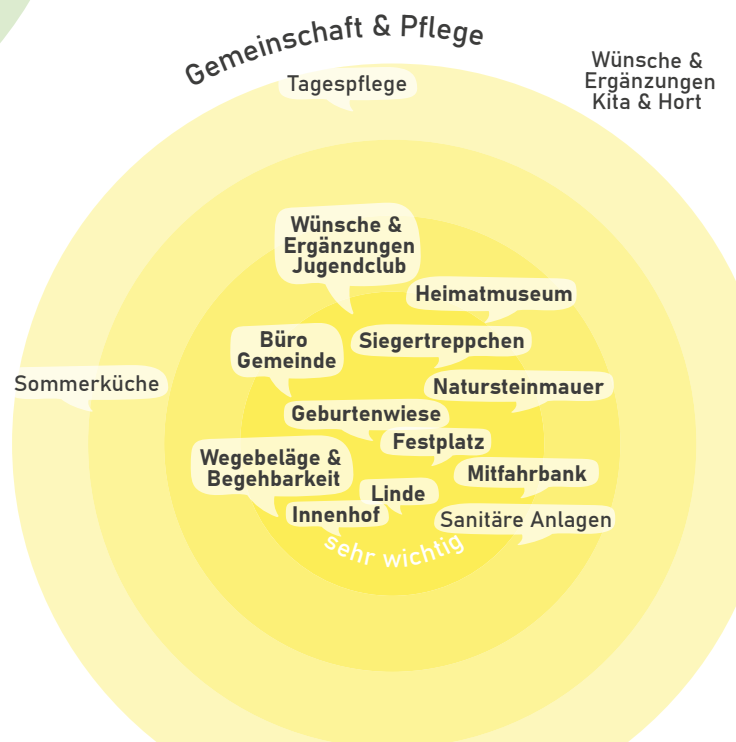 Gemeinschaft & Pflege
Wünsche &
Ergänzungen
Kita & Hort
Tagespflege
Wünsche &
Ergänzungen
Jugendclub
Heimatmuseum
Büro
Gemeinde
Siegertreppchen
Sommerküche
Natursteinmauer
Geburtenwiese
Festplatz
Wegebeläge &
Begehbarkeit
Mitfahrbank
Linde
Innenhof
Sanitäre Anlagen
sehr wichtig